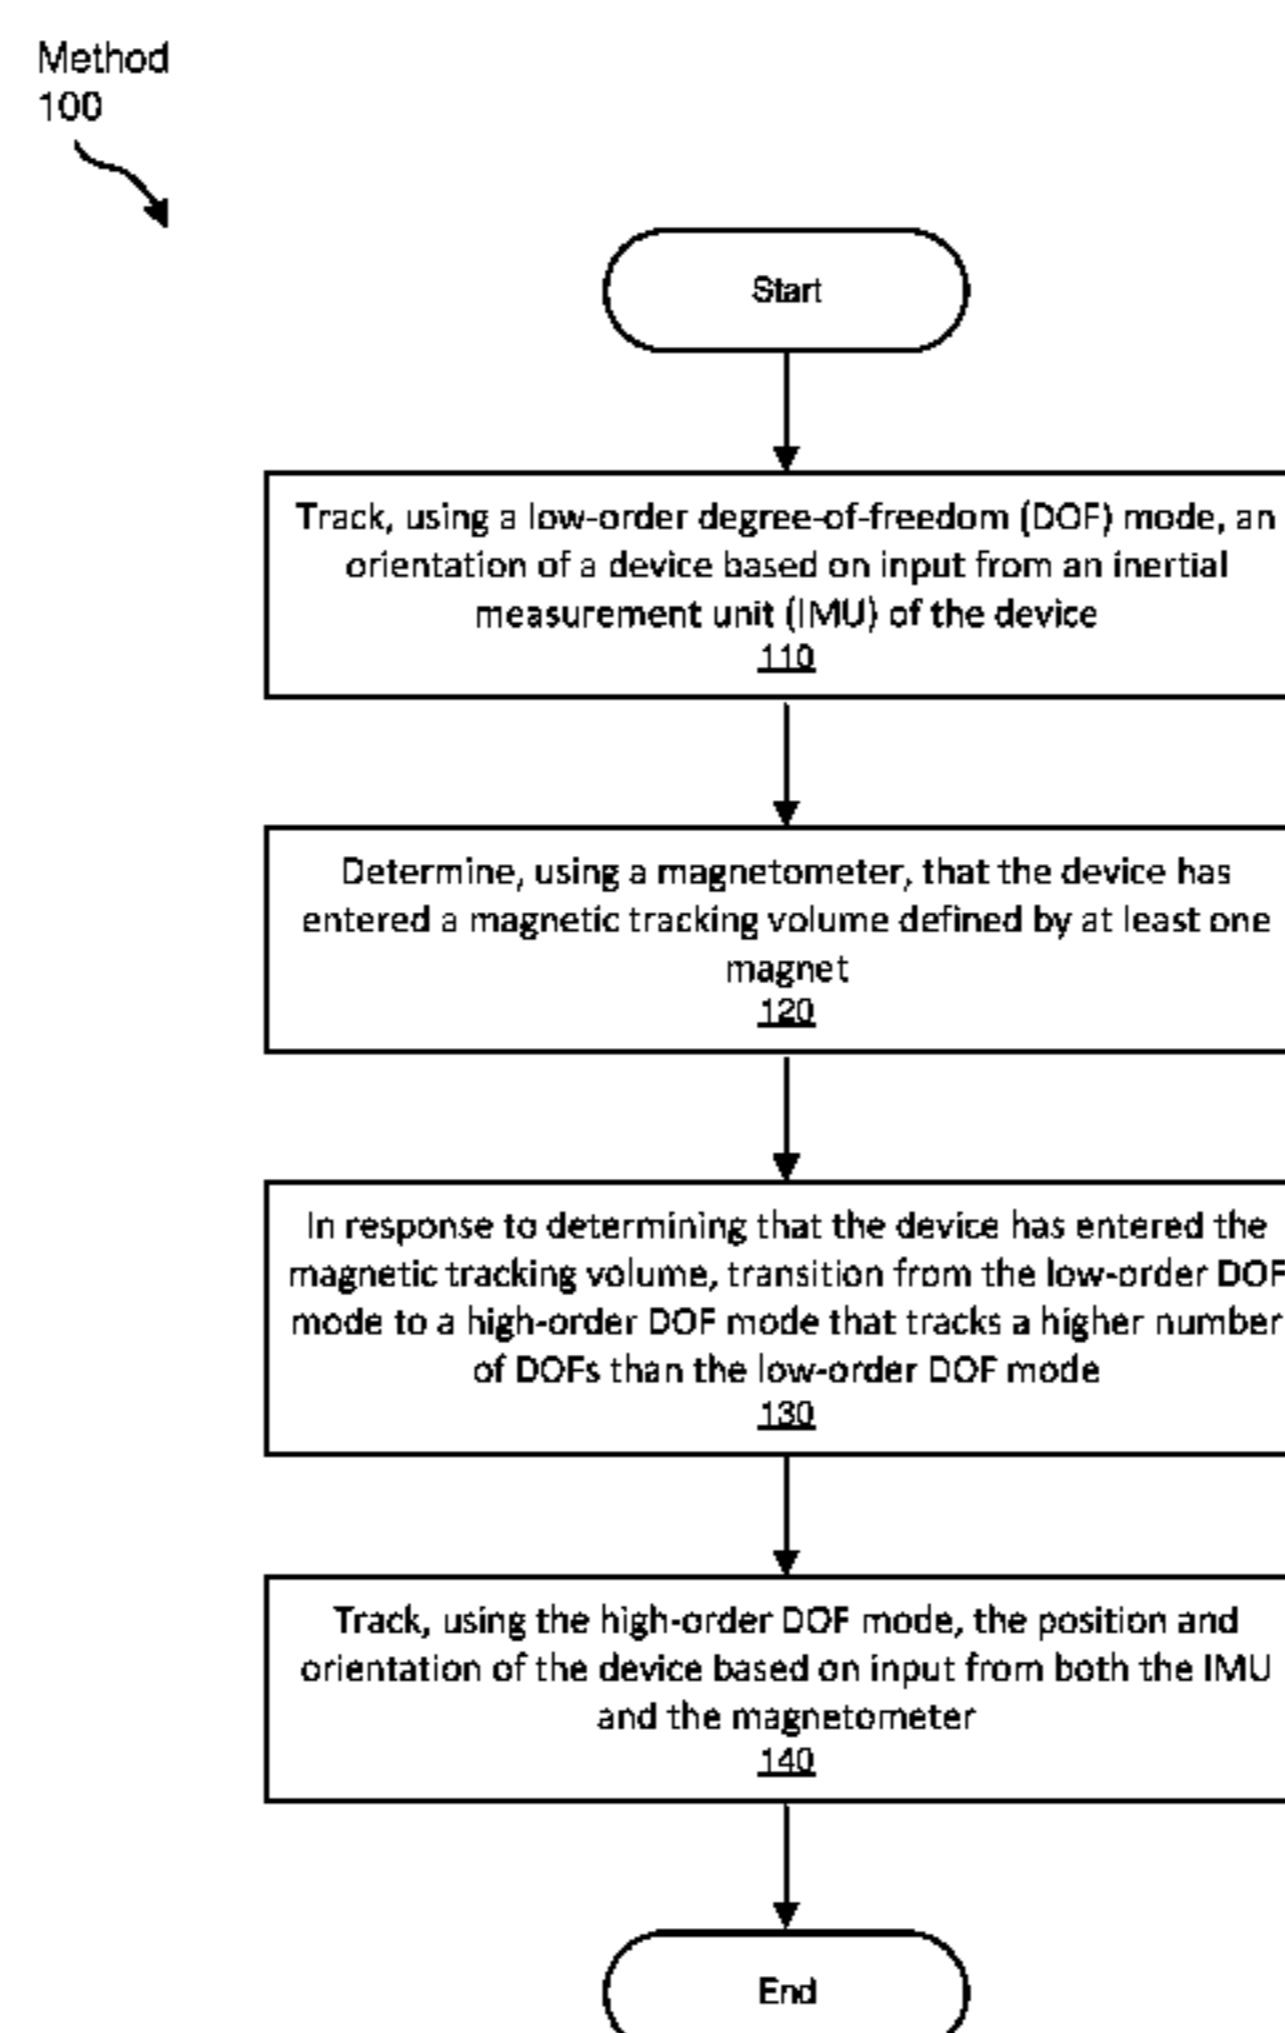 Method
100
Start
Track, using a low-order degree-of-freedom (DOF) mode, an
orientation of a device based on input from an inertial
measurement unit (IMU) of the device
110
Determine, using a magnetometer, that the device has
entered a magnetic tracking volume defined by at least one
magnet
120
In response to determining that the device has entered the
magnetic tracking volume, transition from the low-order DOF
mode to a high-order DOF mode that tracks a higher number
of DOFs than the low-order DOF mode
130
Track, using the high-order DOF mode, the position and
orientation of the device based on input from both the IMU
and the magnetometer
140
End